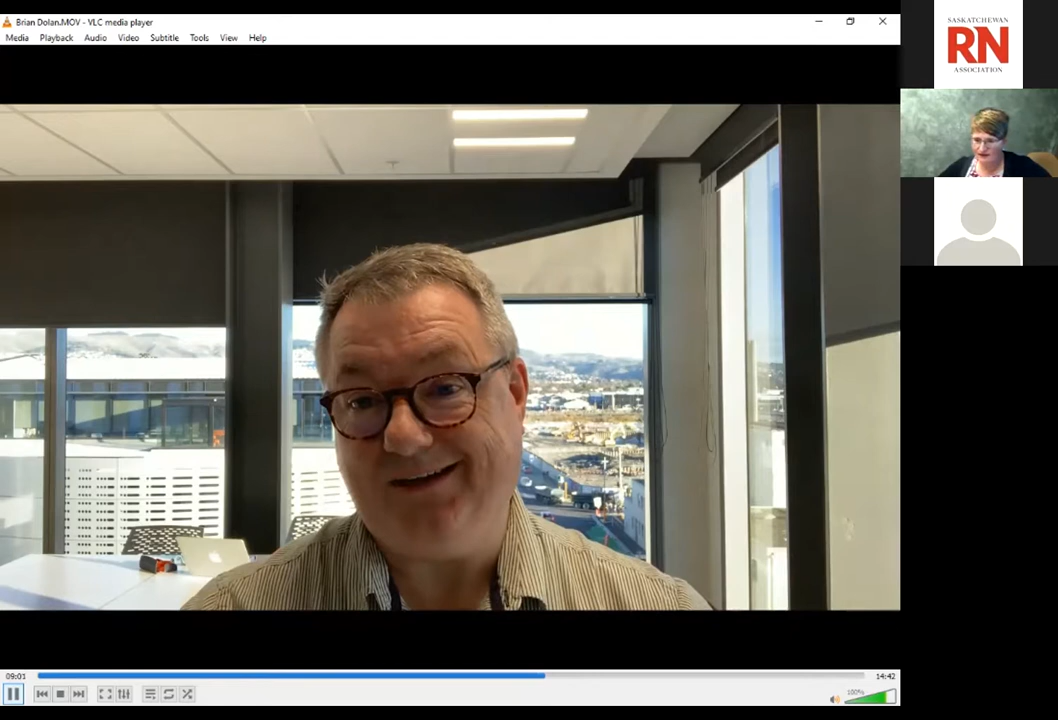 Brian Dolan.MOV - VLC media player
Media Playback Audio Video Subtitle Tools View Help
SASKATCHEWAN
RN
ASSOCIATION
09:01
14:42
100%